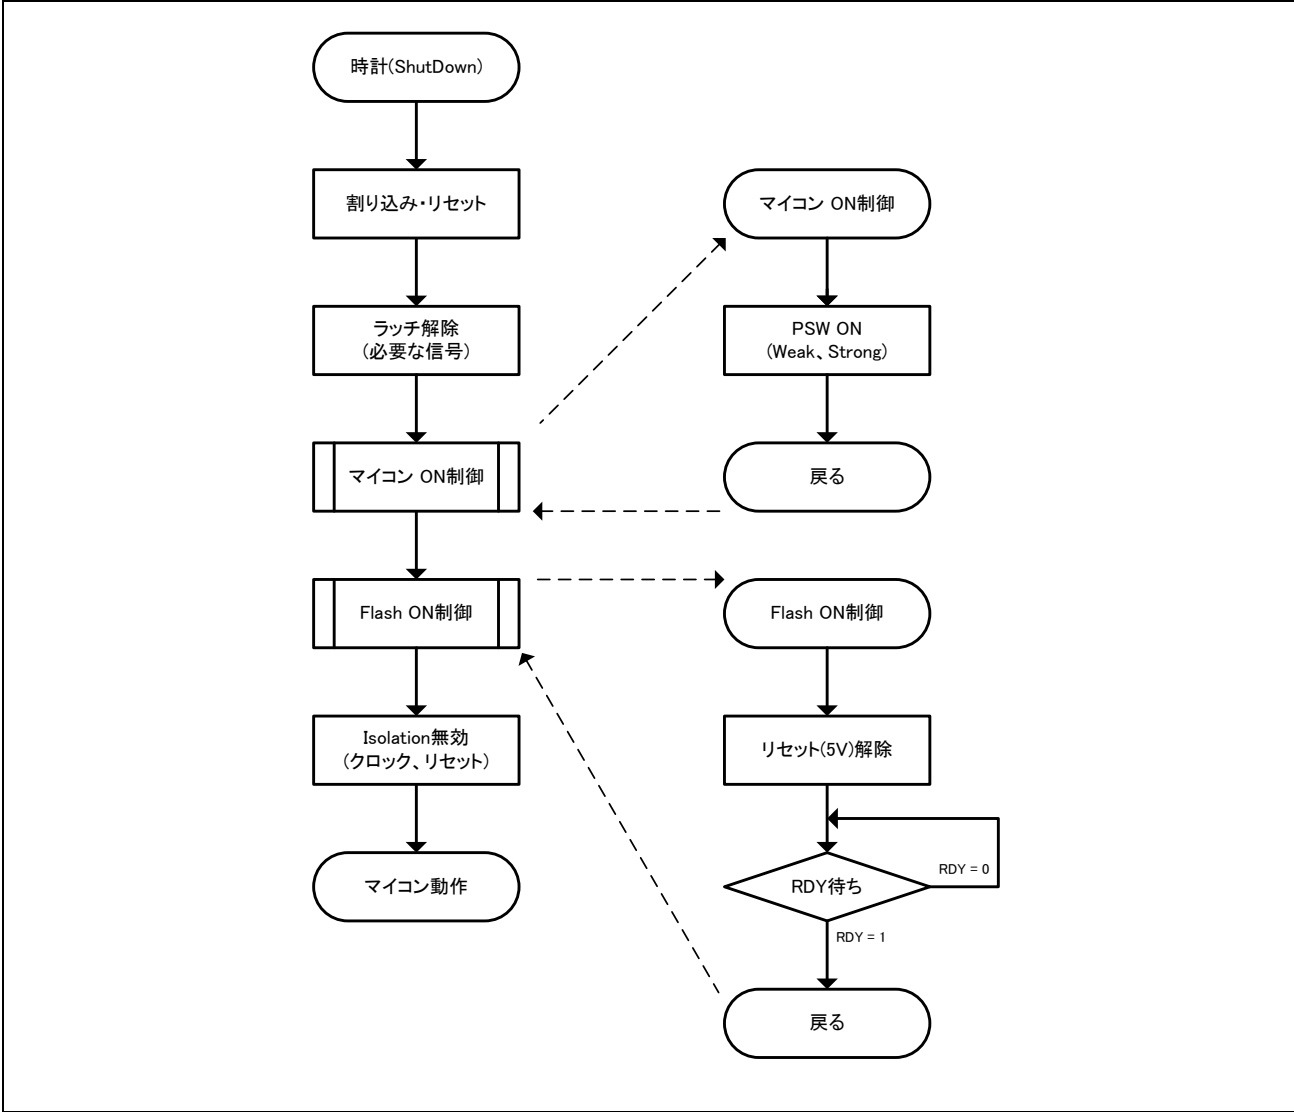 時計(ShutDown)
割り込み・リセット
ラッチ解除
(必要な信号)
マイコン ON制御
Flash ON制御
Isolation無効
(クロック、リセット)
マイコン動作
マイコン ON制御
PSW ON
(Weak、Strong)
戻る
Flash ON制御
リセット(5V)解除
RDY待ち
RDY = 0
RDY = 1
戻る